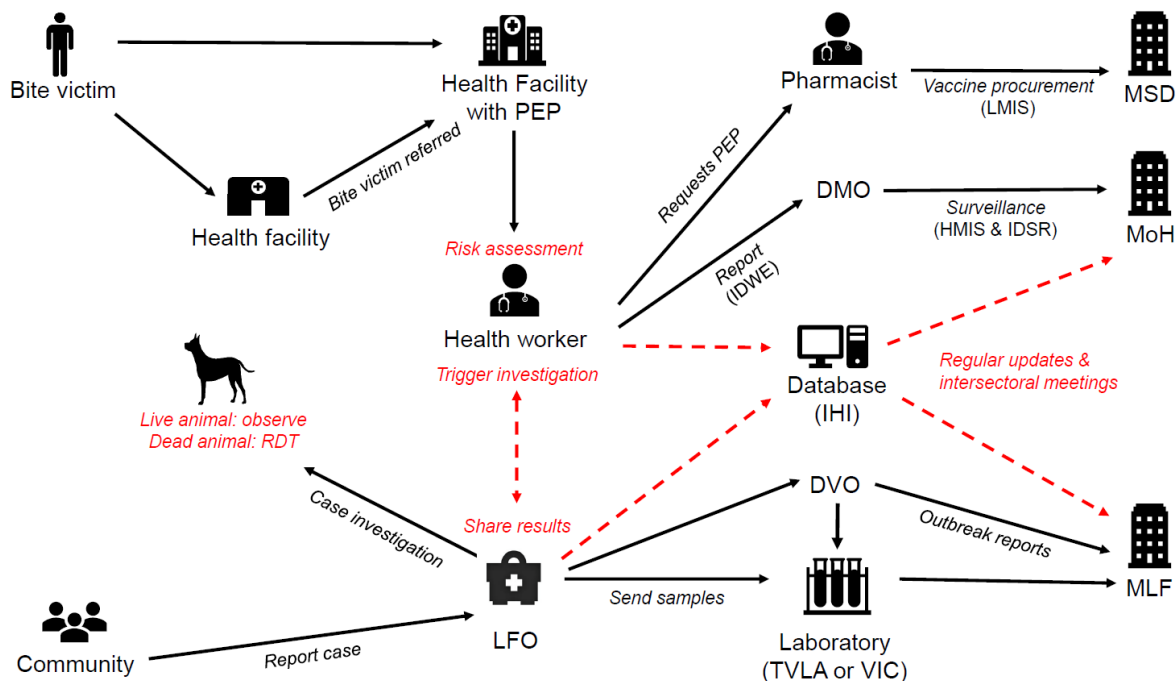 Bite victim
Health Facility
with PEP
Bite victim referred
Health facility
Pharmacist
Vaccine procurement
(LMIS)
MSD
Requests PEP
DMO
Surveillance
(HMIS & IDSR)
MoH
Report
(IDWE)
Risk assessment
Health worker
Trigger investigation
Database
(IHI)
Regular updates &
intersectoral meetings
Live animal: observe
Dead animal: RDT
Case investigation
Share results
LFO
DVO
Outbreak reports
MLF
Send samples
Laboratory
(TVLA or VIC)
Community
Report case